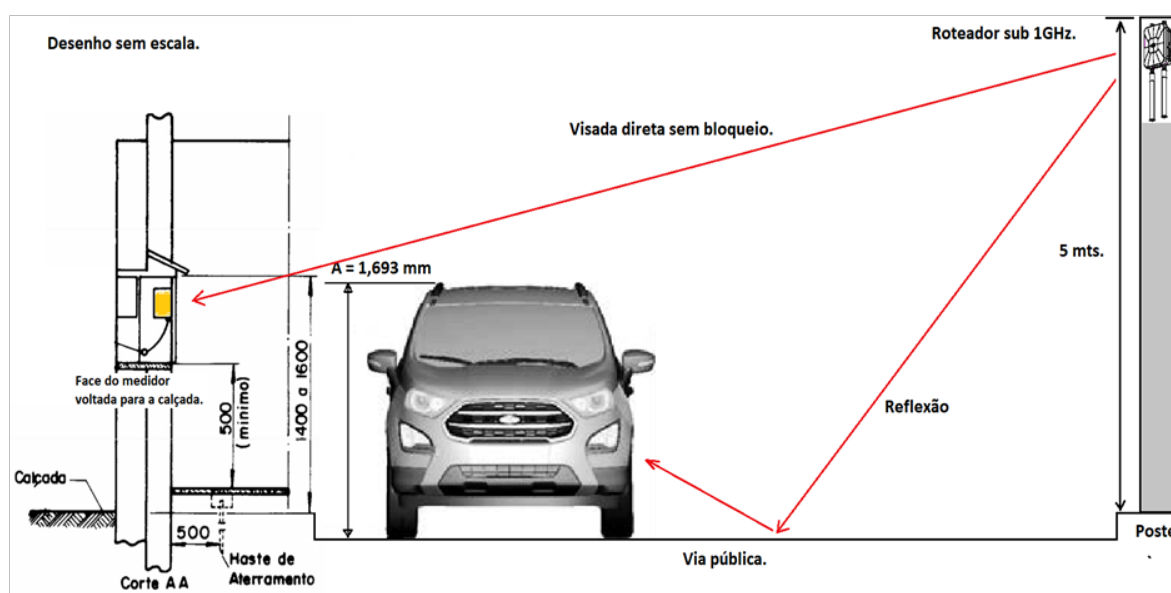 Desenho sem escala.
Roteador sub 1GHz.
Visada direta sem bloqueio.
A = 1,693 mm
5 mts.
Face do medidor
voltada para a calçada.
500
(mínimo)
1400 a 1600
Reflexão
Calçada
500
Haste de
Aterramento
Corte AA
Via pública.
Poste